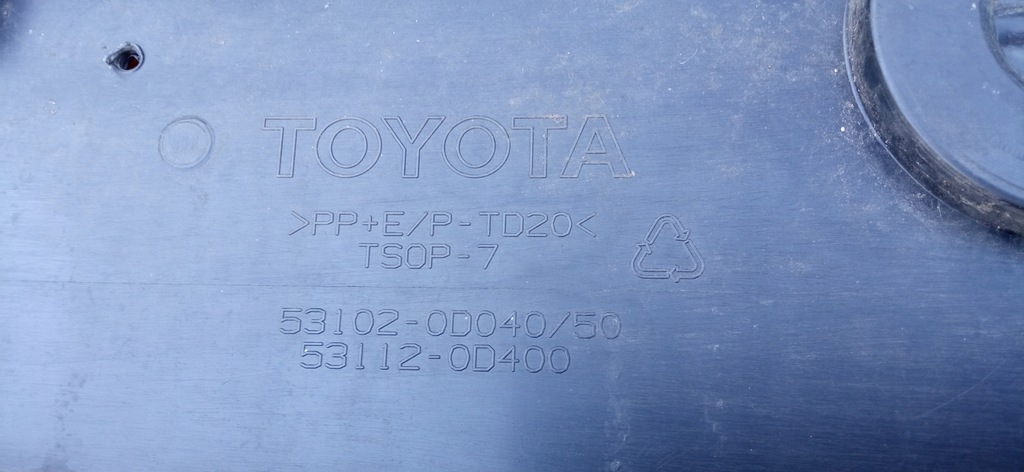 TOYOTA
>PP+E/P-TD20<
TSOP-7
53102-0D040/50
53112-0D400